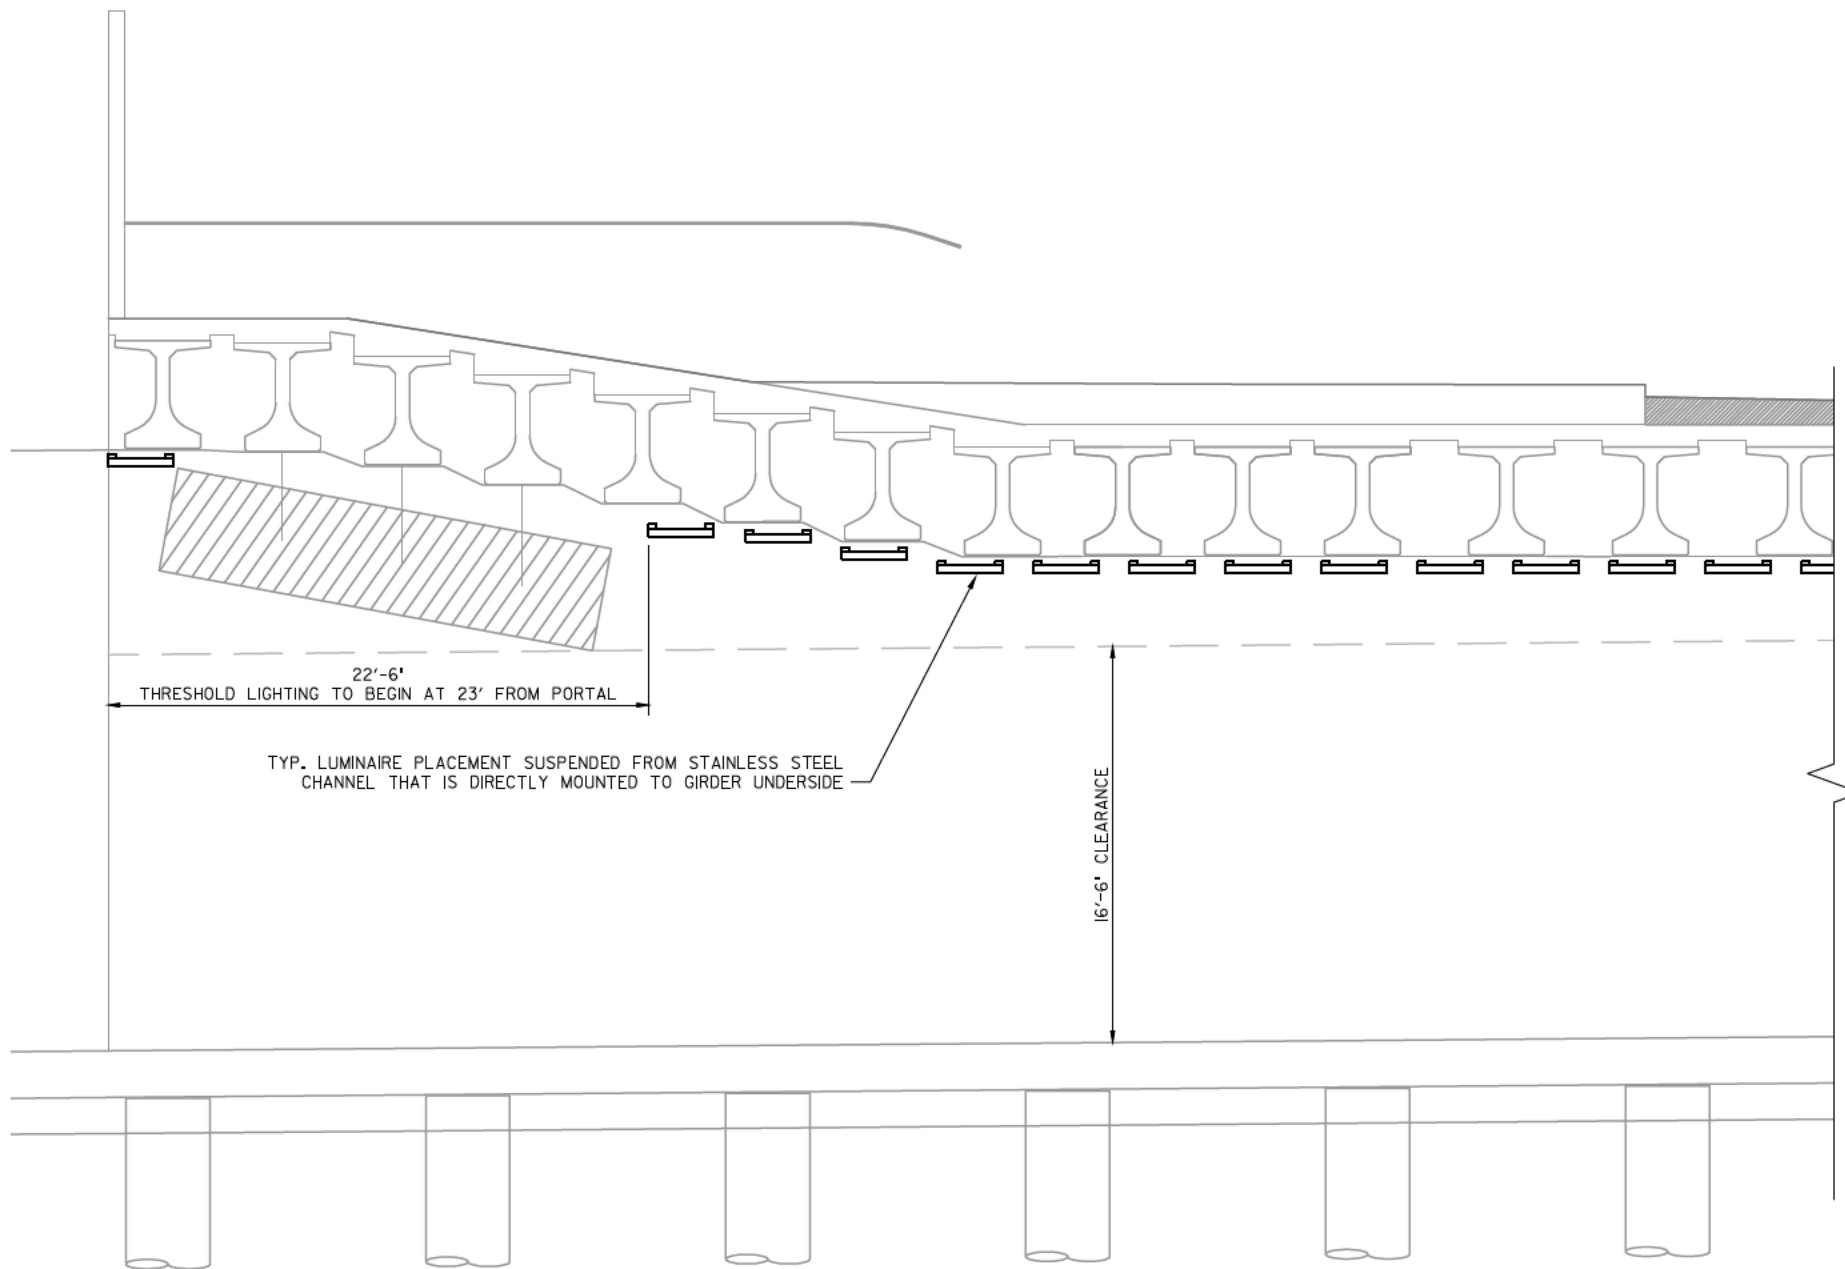 22'-6"
THRESHOLD LIGHTING TO BEGIN AT 23' FROM PORTAL
TYP. LUMINAIRE PLACEMENT SUSPENDED FROM STAINLESS STEEL
CHANNEL THAT IS DIRECTLY MOUNTED TO GIRDER UNDERSIDE
16'-6" CLEARANCE